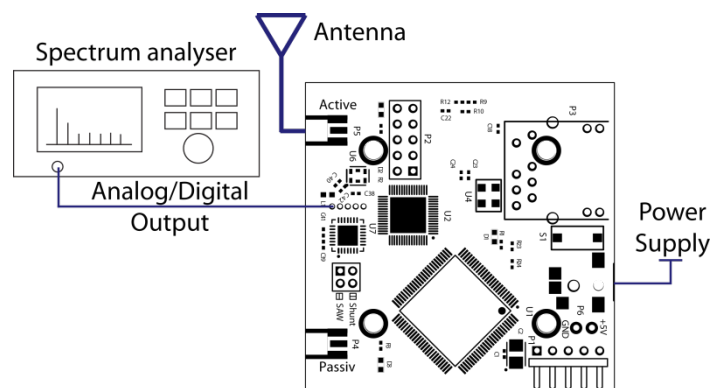 Spectrum analyser
Antenna
Active
P5
P2
R12
R9
R10
C22
P3
U6
C38
U4
U2
U7
Analog/Digital
Output
Power
Supply
S1
SAW
Shunt
P4
Passiv
U1
P6
GND
+5V
P1